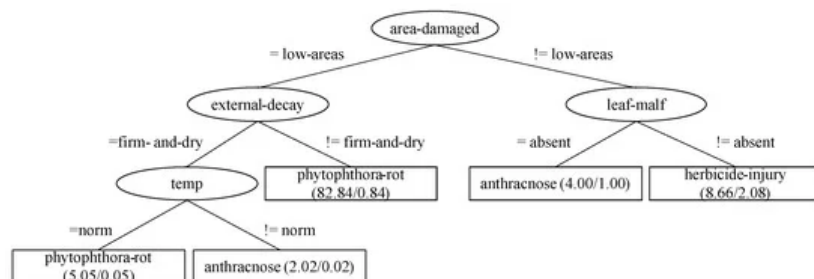 area-damaged
= low-areas
!= low-areas
external-decay
leaf-malf
=firm- and-dry
!= firm-and-dry
= absent
!= absent
temp
phytophthora-rot
(82.84/0.84)
anthracnose (4.00/1.00)
herbicide-injury
(8.66/2.08)
=norm
!= norm
phytophthora-rot
(5.05/0.05)
anthracnose (2.02/0.02)